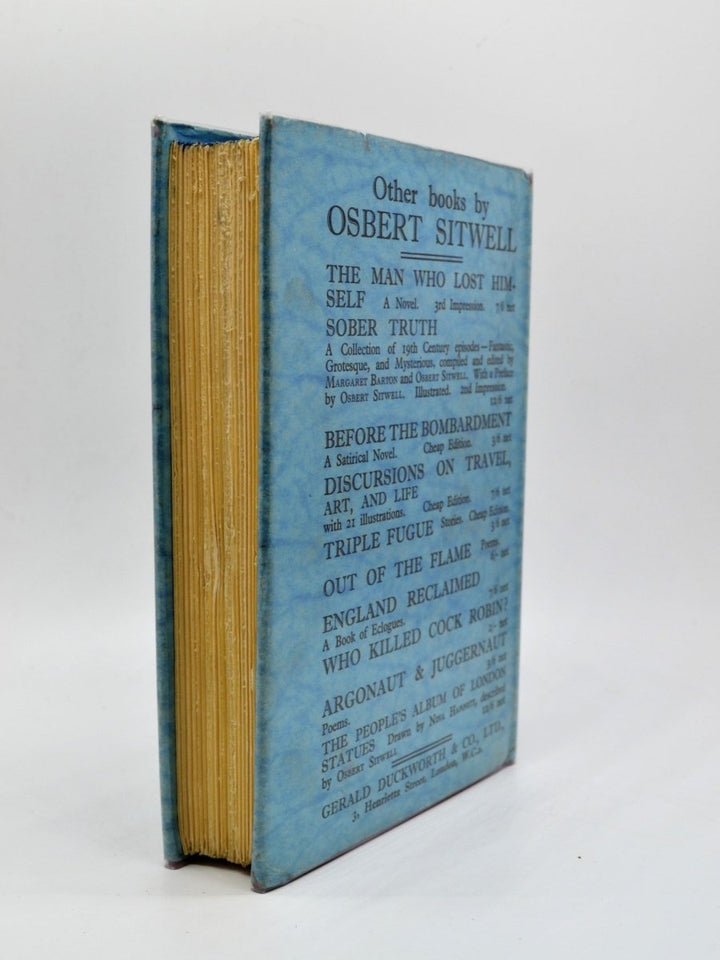 Other books by
OSBERT SITWELL
THE MAN WHO LOST HIM-
SELF A Novel. 3rd Impression. 7/6 net
SOBER TRUTH
A Collection of 19th Century episodes—Fantastic,
Grotesque, and Mysterious, compiled and edited by
MARGARET BARTON and OSBERT SITWELL. With a Preface
by OSBERT SITWELL. Illustrated. 2nd Impression.
12/6 net
BEFORE THE BOMBARDMENT
A Satirical Novel. Cheap Edition. 3/6 net
DISCURSIONS ON TRAVEL,
ART, AND LIFE
with 21 illustrations. Cheap Edition. 7/6 net
TRIPLE FUGUE Stories. Cheap Edition.
3/6 net
OUT OF THE FLAME Poems.
6/- net
ENGLAND RECLAIMED
A Book of Eclogues. 7/6 net
WHO KILLED COCK ROBIN?
2/- net
ARGONAUT & JUGGERNAUT
Poems. 5/6 net
THE PEOPLE'S ALBUM OF LONDON
STATUES Drawn by NINA HAMNETT, described
by OSBERT SITWELL 12/6 net
GERALD DUCKWORTH & CO., LTD.,
3, Henrietta Street, London, W.C.2.